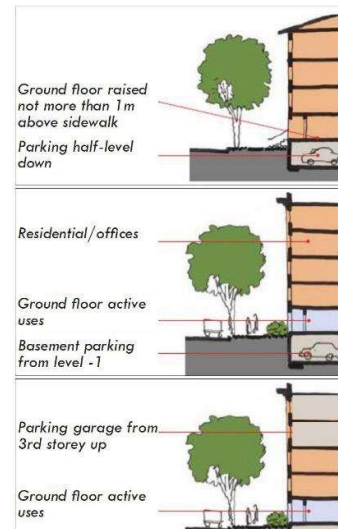 Ground floor raised
not more than 1m
above sidewalk
Parking half-level
down
Residential/offices
Ground floor active
uses
Basement parking
from level -1
Parking garage from
3rd storey up
Ground floor active
uses